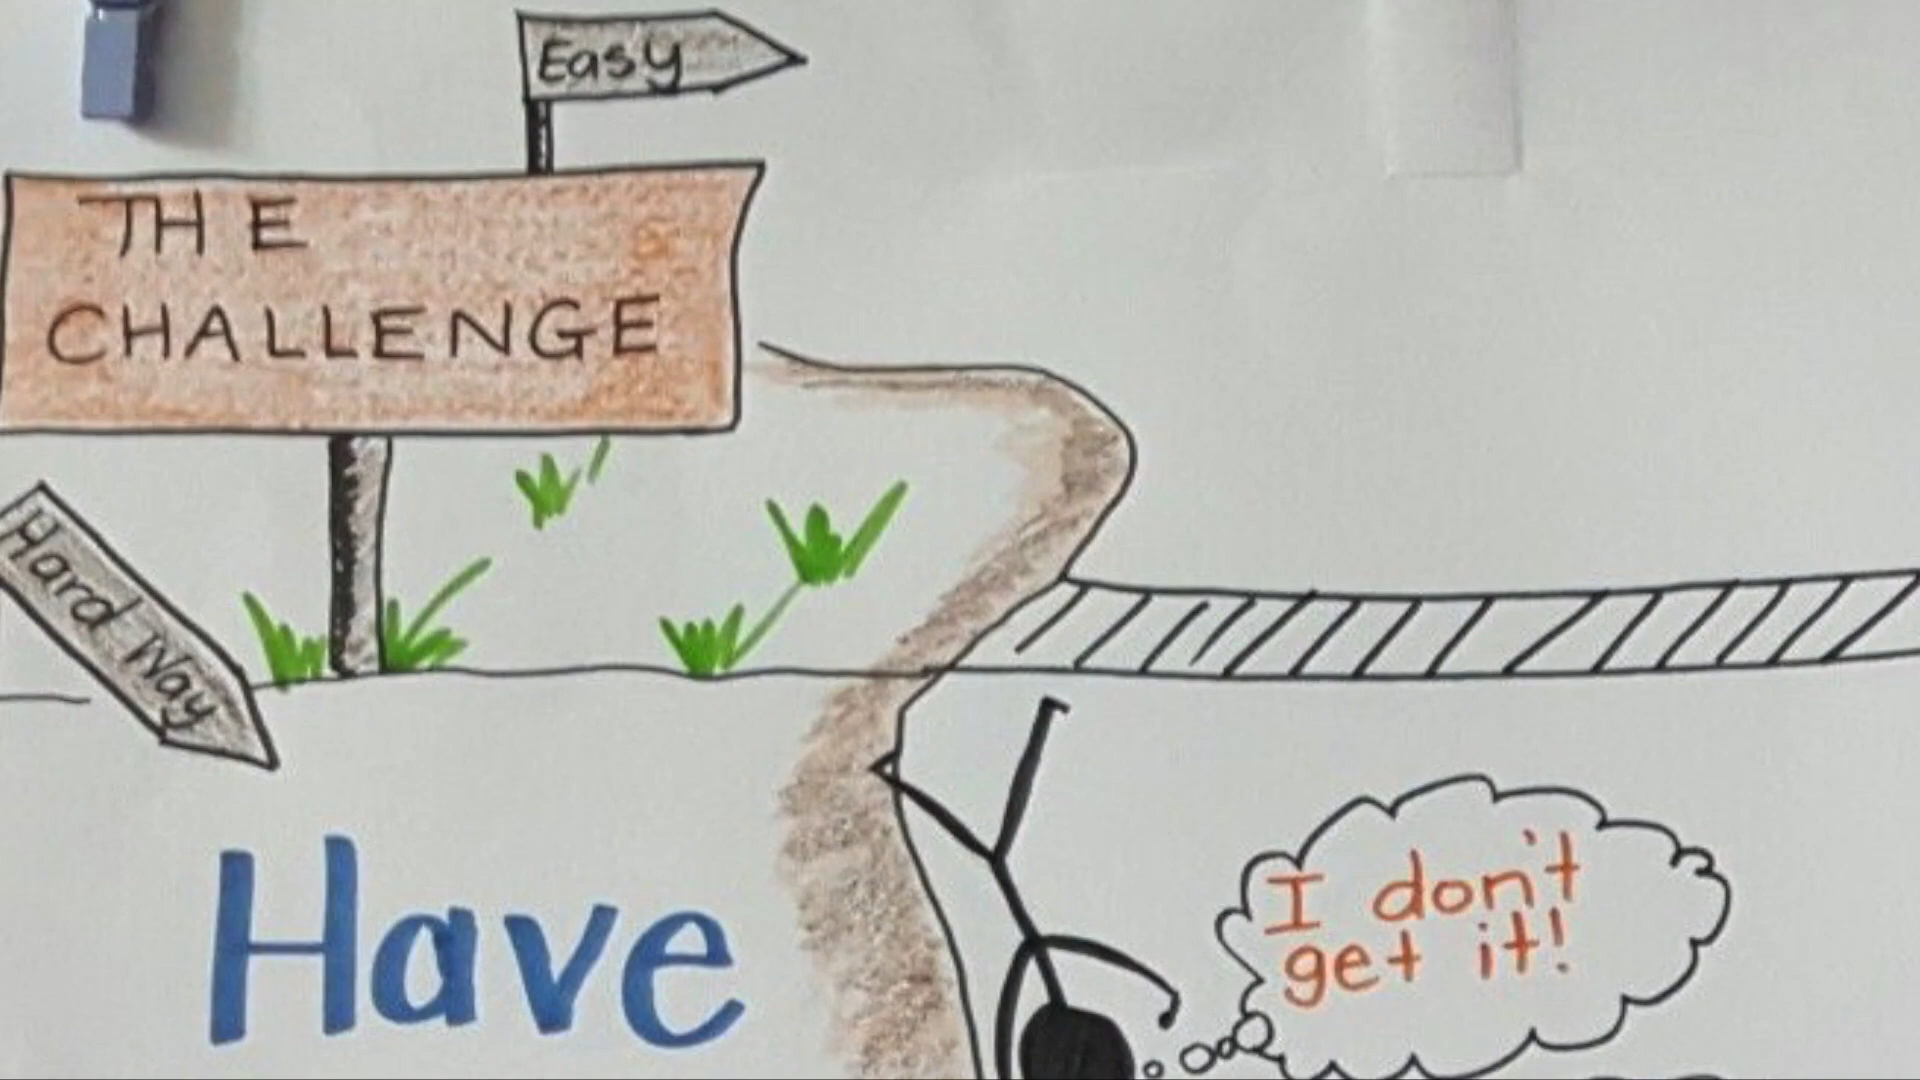 Easy
THE
CHALLENGE
Hard Way
Have
I don't
get it!